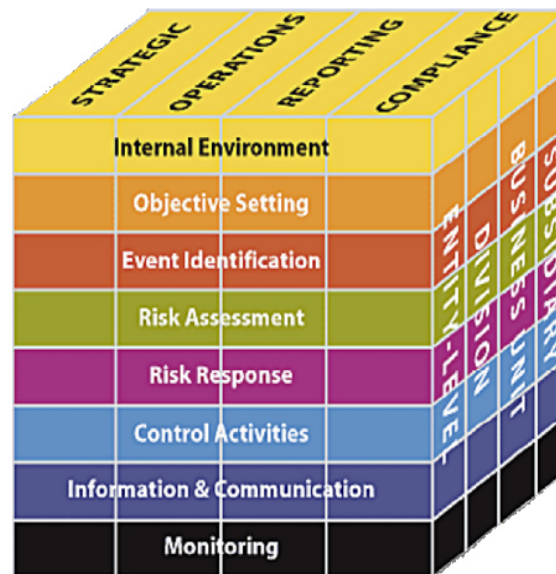 STRATEGIC
OPERATIONS
REPORTING
COMPLIANCE
Internal Environment
Objective Setting
Event Identification
Risk Assessment
Risk Response
Control Activities
Information & Communication
Monitoring
ENTITY-LEVEL
DIVISION
BUSINESS UNIT
SUBSIDIARY